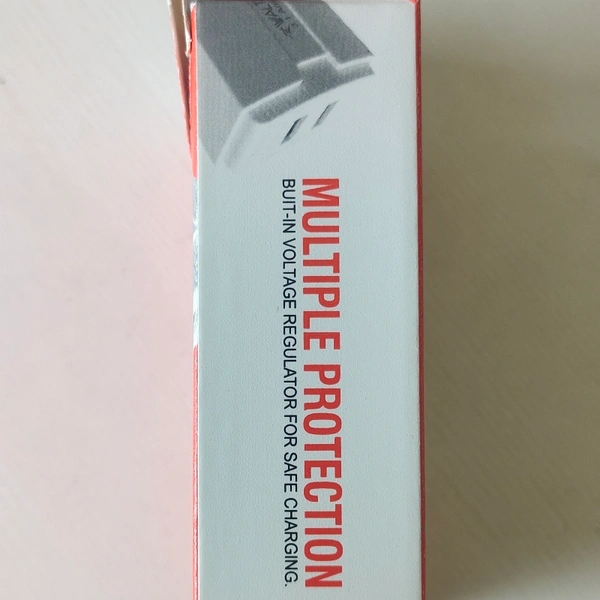 MULTIPLE PROTECTION
BUIT-IN VOLTAGE REGULATOR FOR SAFE CHARGING.